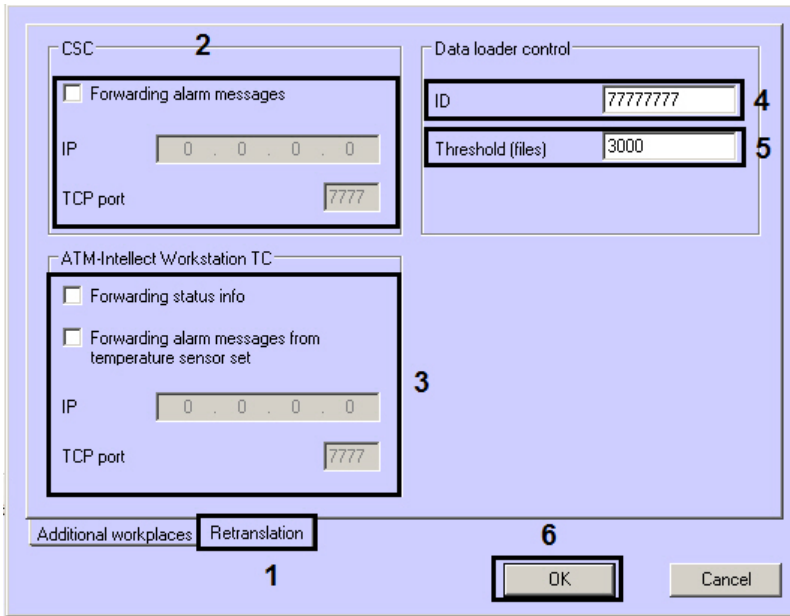 CSC
2
Forwarding alarm messages
IP 0 . 0 . 0 . 0
TCP port 7777
Data loader control
ID 77777777 4
Threshold (files) 3000 5
ATM-Intellect Workstation TC
Forwarding status info
Forwarding alarm messages from
temperature sensor set
3
IP 0 . 0 . 0 . 0
TCP port 7777
Additional workplaces Retranslation
1
6
OK Cancel